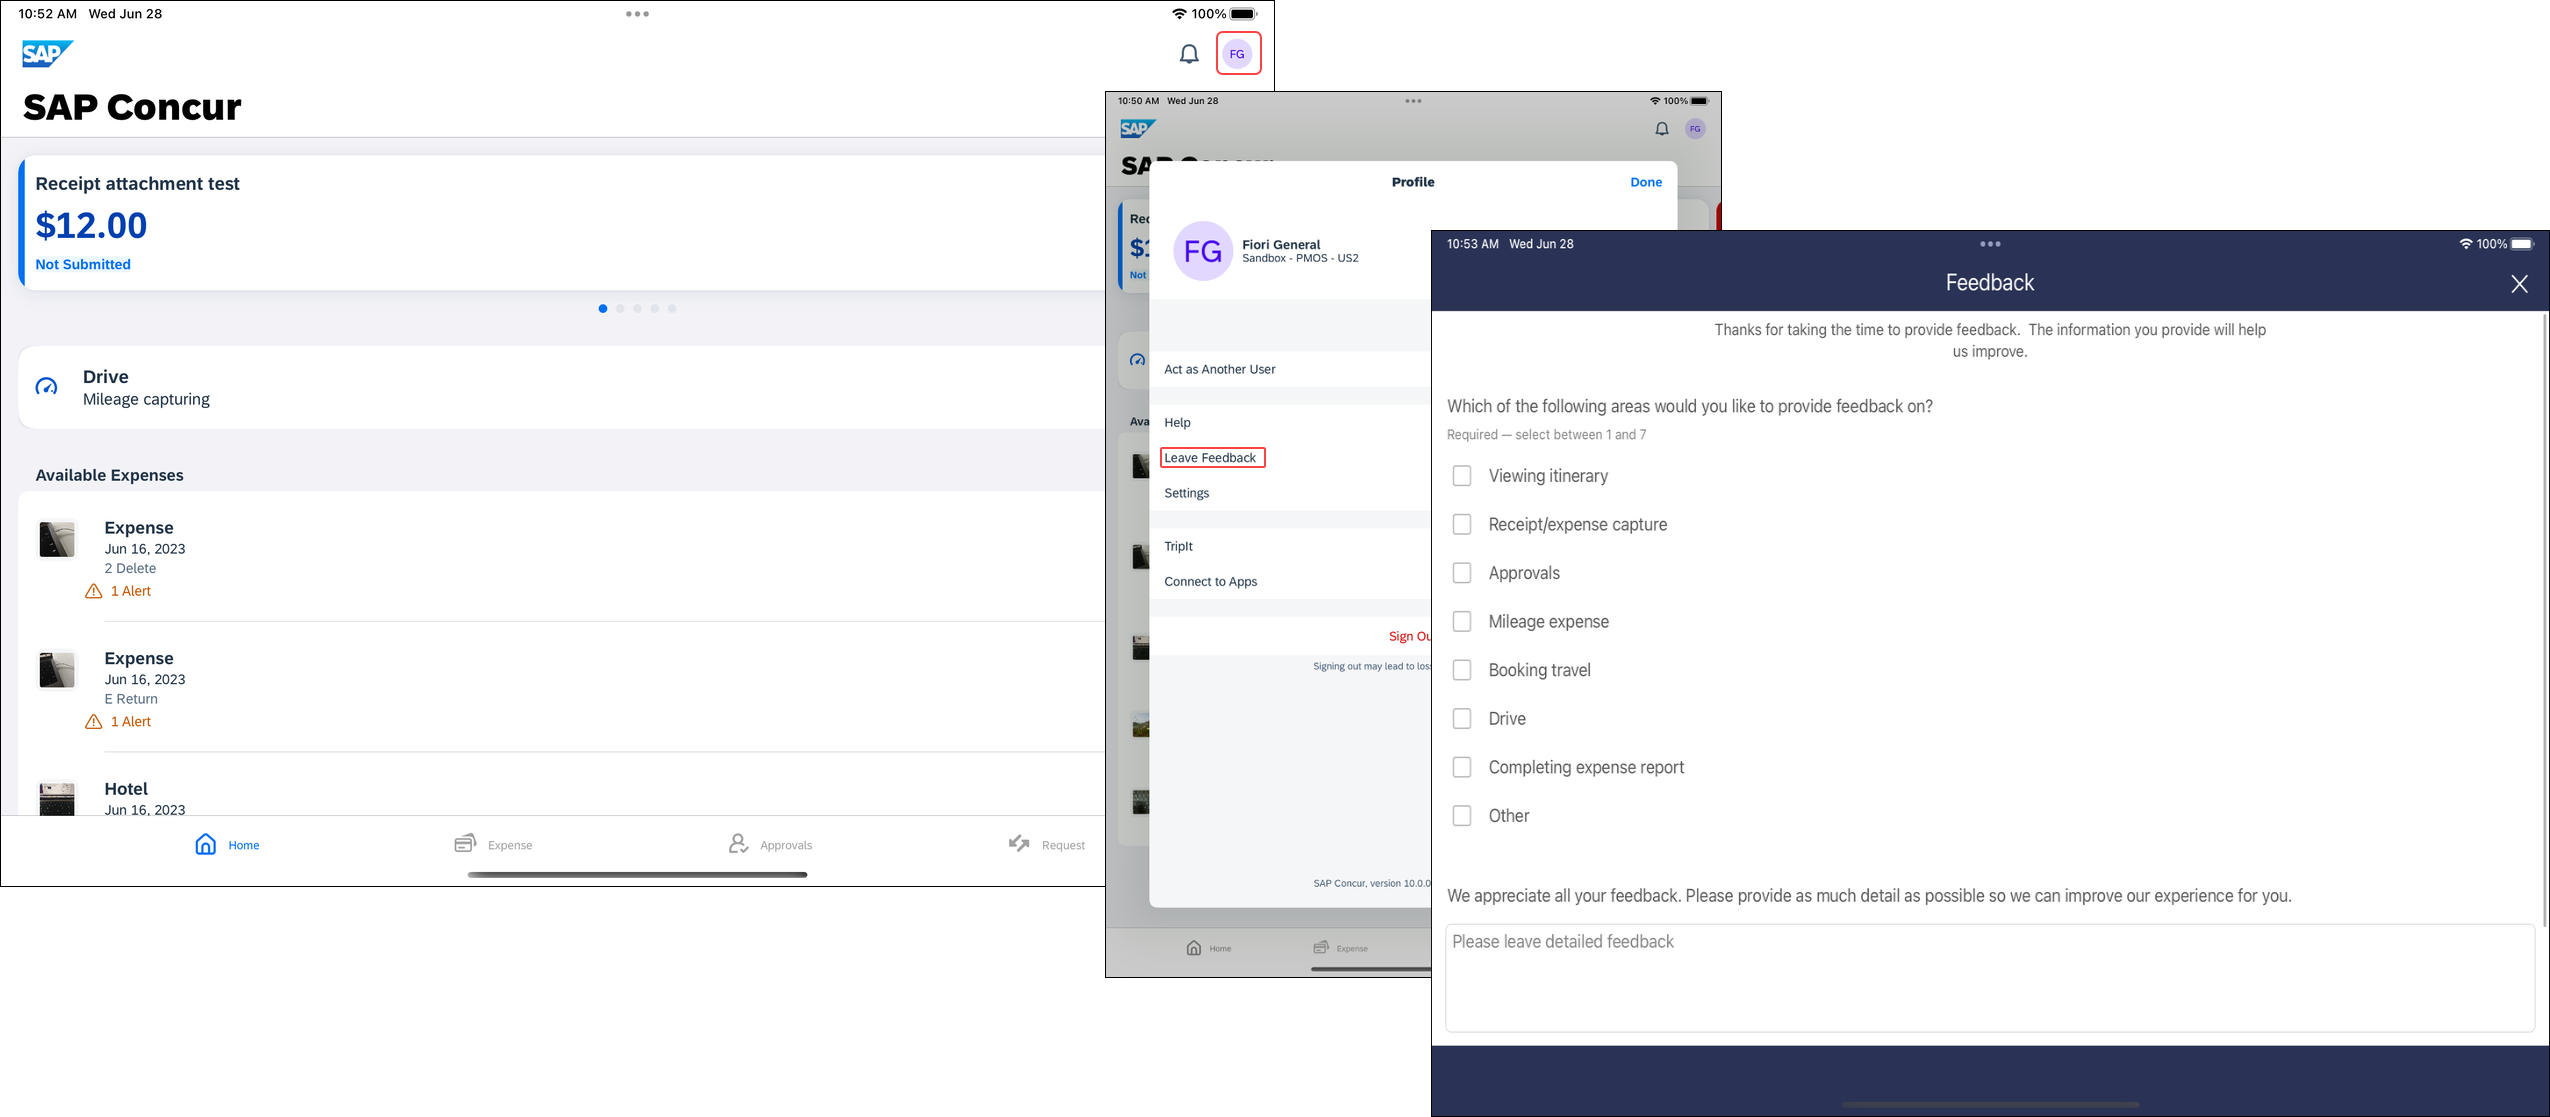 10:52 AM Wed Jun 28
100%
SAP
FG
SAP Concur
Receipt attachment test
$12.00
Not Submitted
Drive
Mileage capturing
Available Expenses
Expense
Jun 16, 2023
2 Delete
1 Alert
Expense
Jun 16, 2023
E Return
1 Alert
Hotel
Jun 16, 2023
Home
Expense
Approvals
Request
10:50 AM Wed Jun 28
100%
SAP
FG
Profile
Done
FG
Fiori General
Sandbox - PMOS - US2
Not
Act as Another User
Help
Leave Feedback
Settings
TripIt
Connect to Apps
Sign Ou
Signing out may lead to los
SAP Concur, version 10.0.0
Home
Expense
10:53 AM Wed Jun 28
100%
Feedback
Thanks for taking the time to provide feedback. The information you provide will help
us improve.
Which of the following areas would you like to provide feedback on?
Required — select between 1 and 7
Viewing itinerary
Receipt/expense capture
Approvals
Mileage expense
Booking travel
Drive
Completing expense report
Other
We appreciate all your feedback. Please provide as much detail as possible so we can improve our experience for you.
Please leave detailed feedback